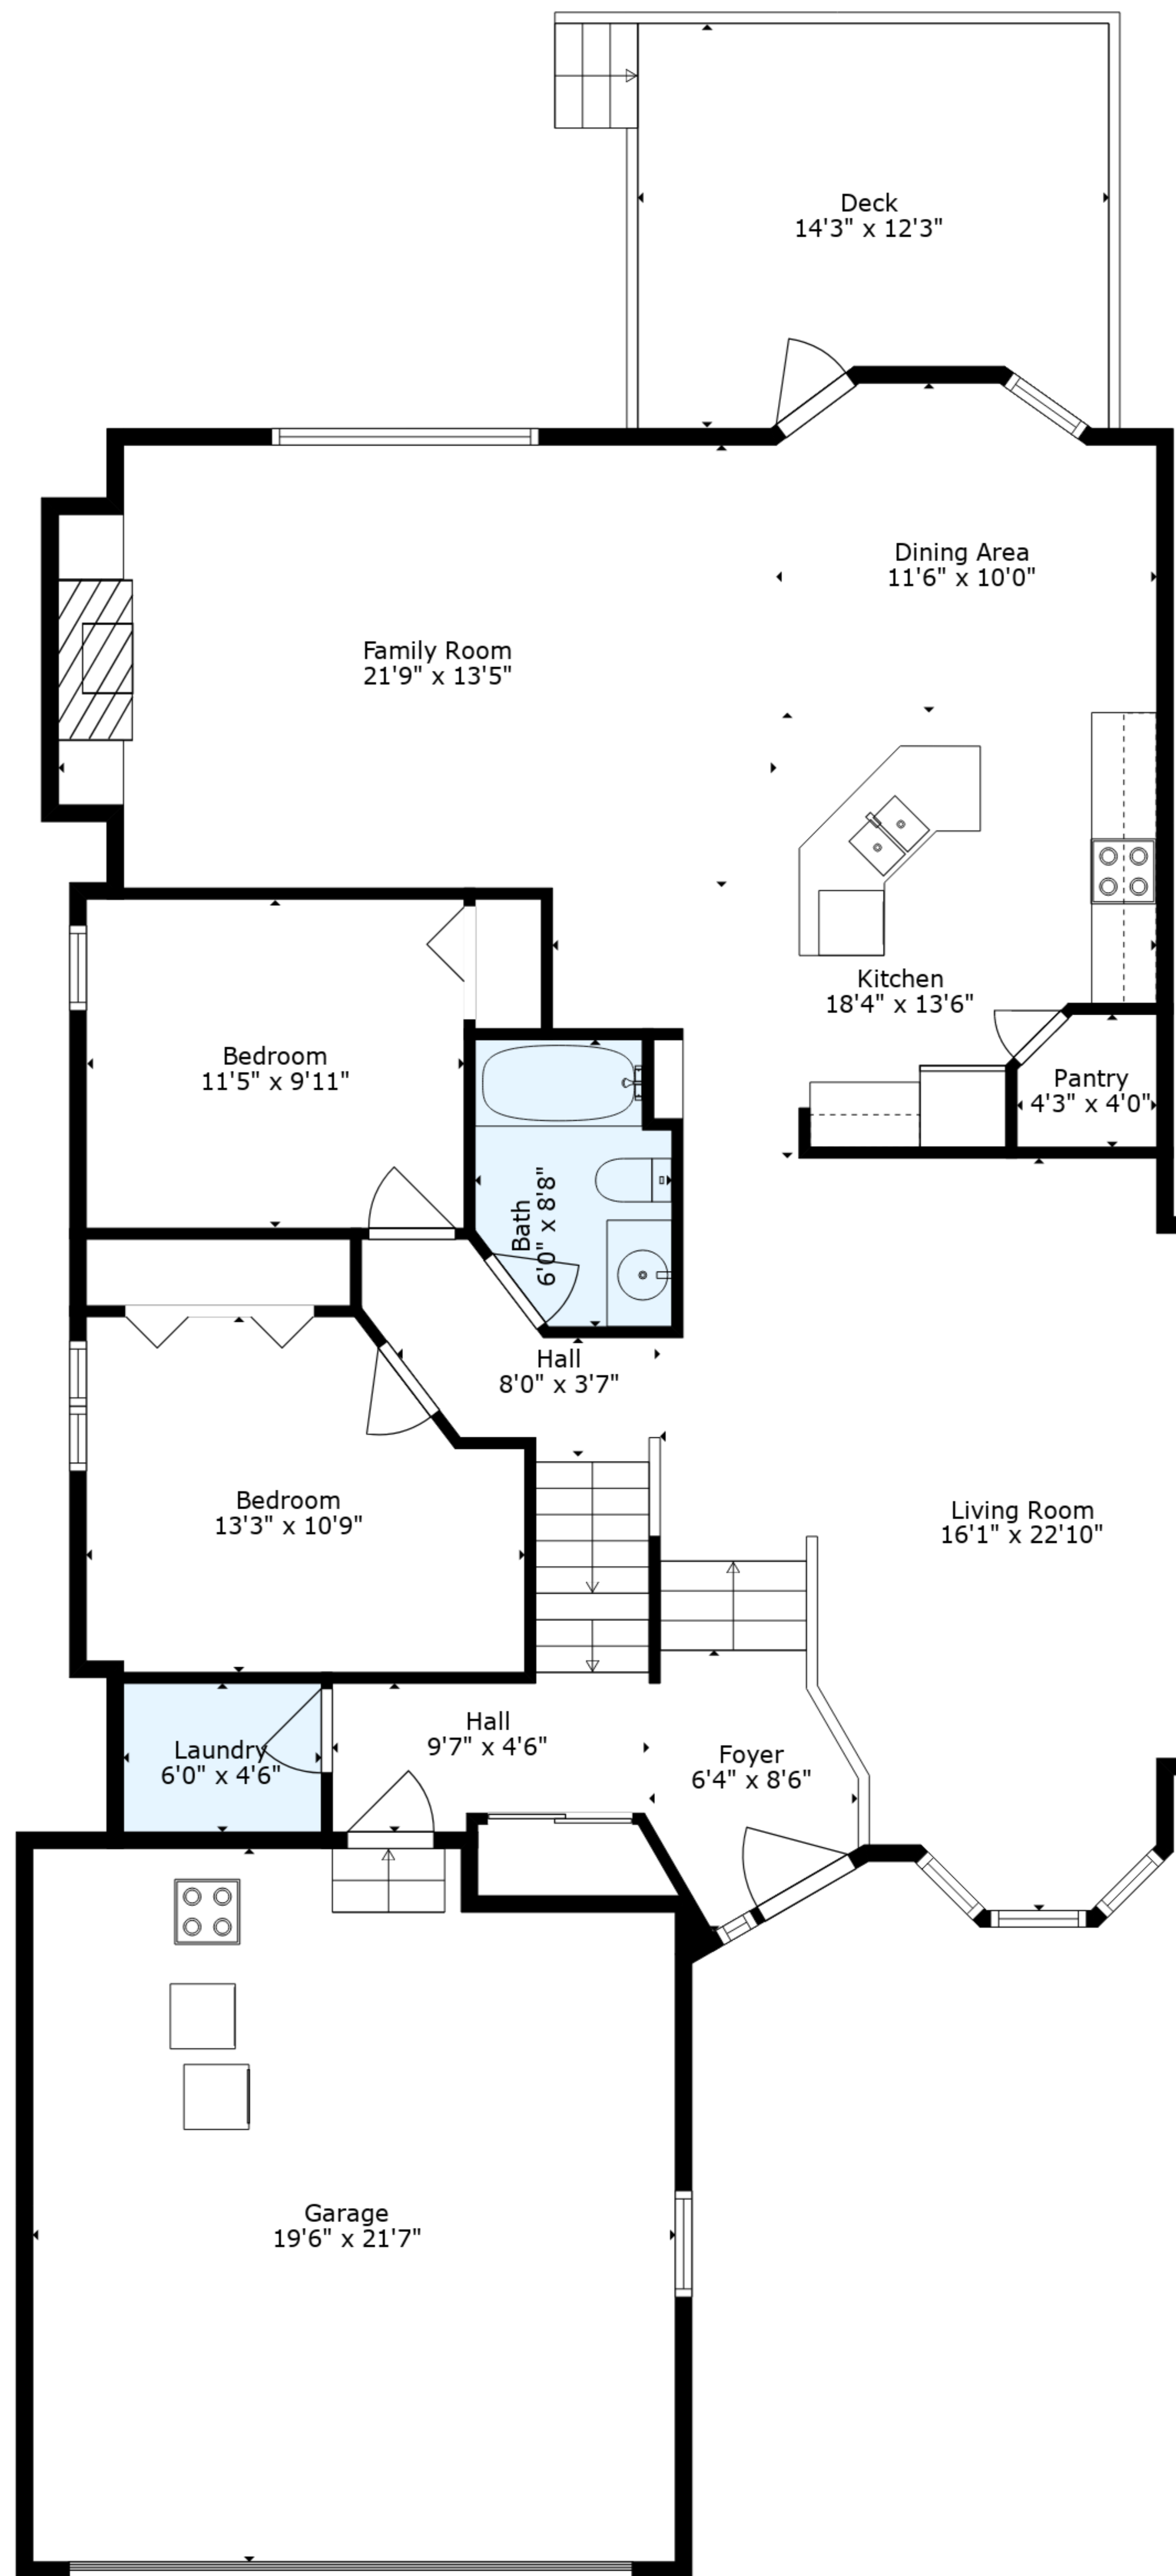 Deck
14'3" x 12'3"
Dining Area
11'6" x 10'0"
Family Room
21'9" x 13'5"
Kitchen
18'4" x 13'6"
Bedroom
11'5" x 9'11"
Pantry
4'3" x 4'0"
Bath
6'0" x 8'8"
Hall
8'0" x 3'7"
Bedroom
13'3" x 10'9"
Living Room
16'1" x 22'10"
Hall
9'7" x 4'6"
Laundry
6'0" x 4'6"
Foyer
6'4" x 8'6"
Garage
19'6" x 21'7"